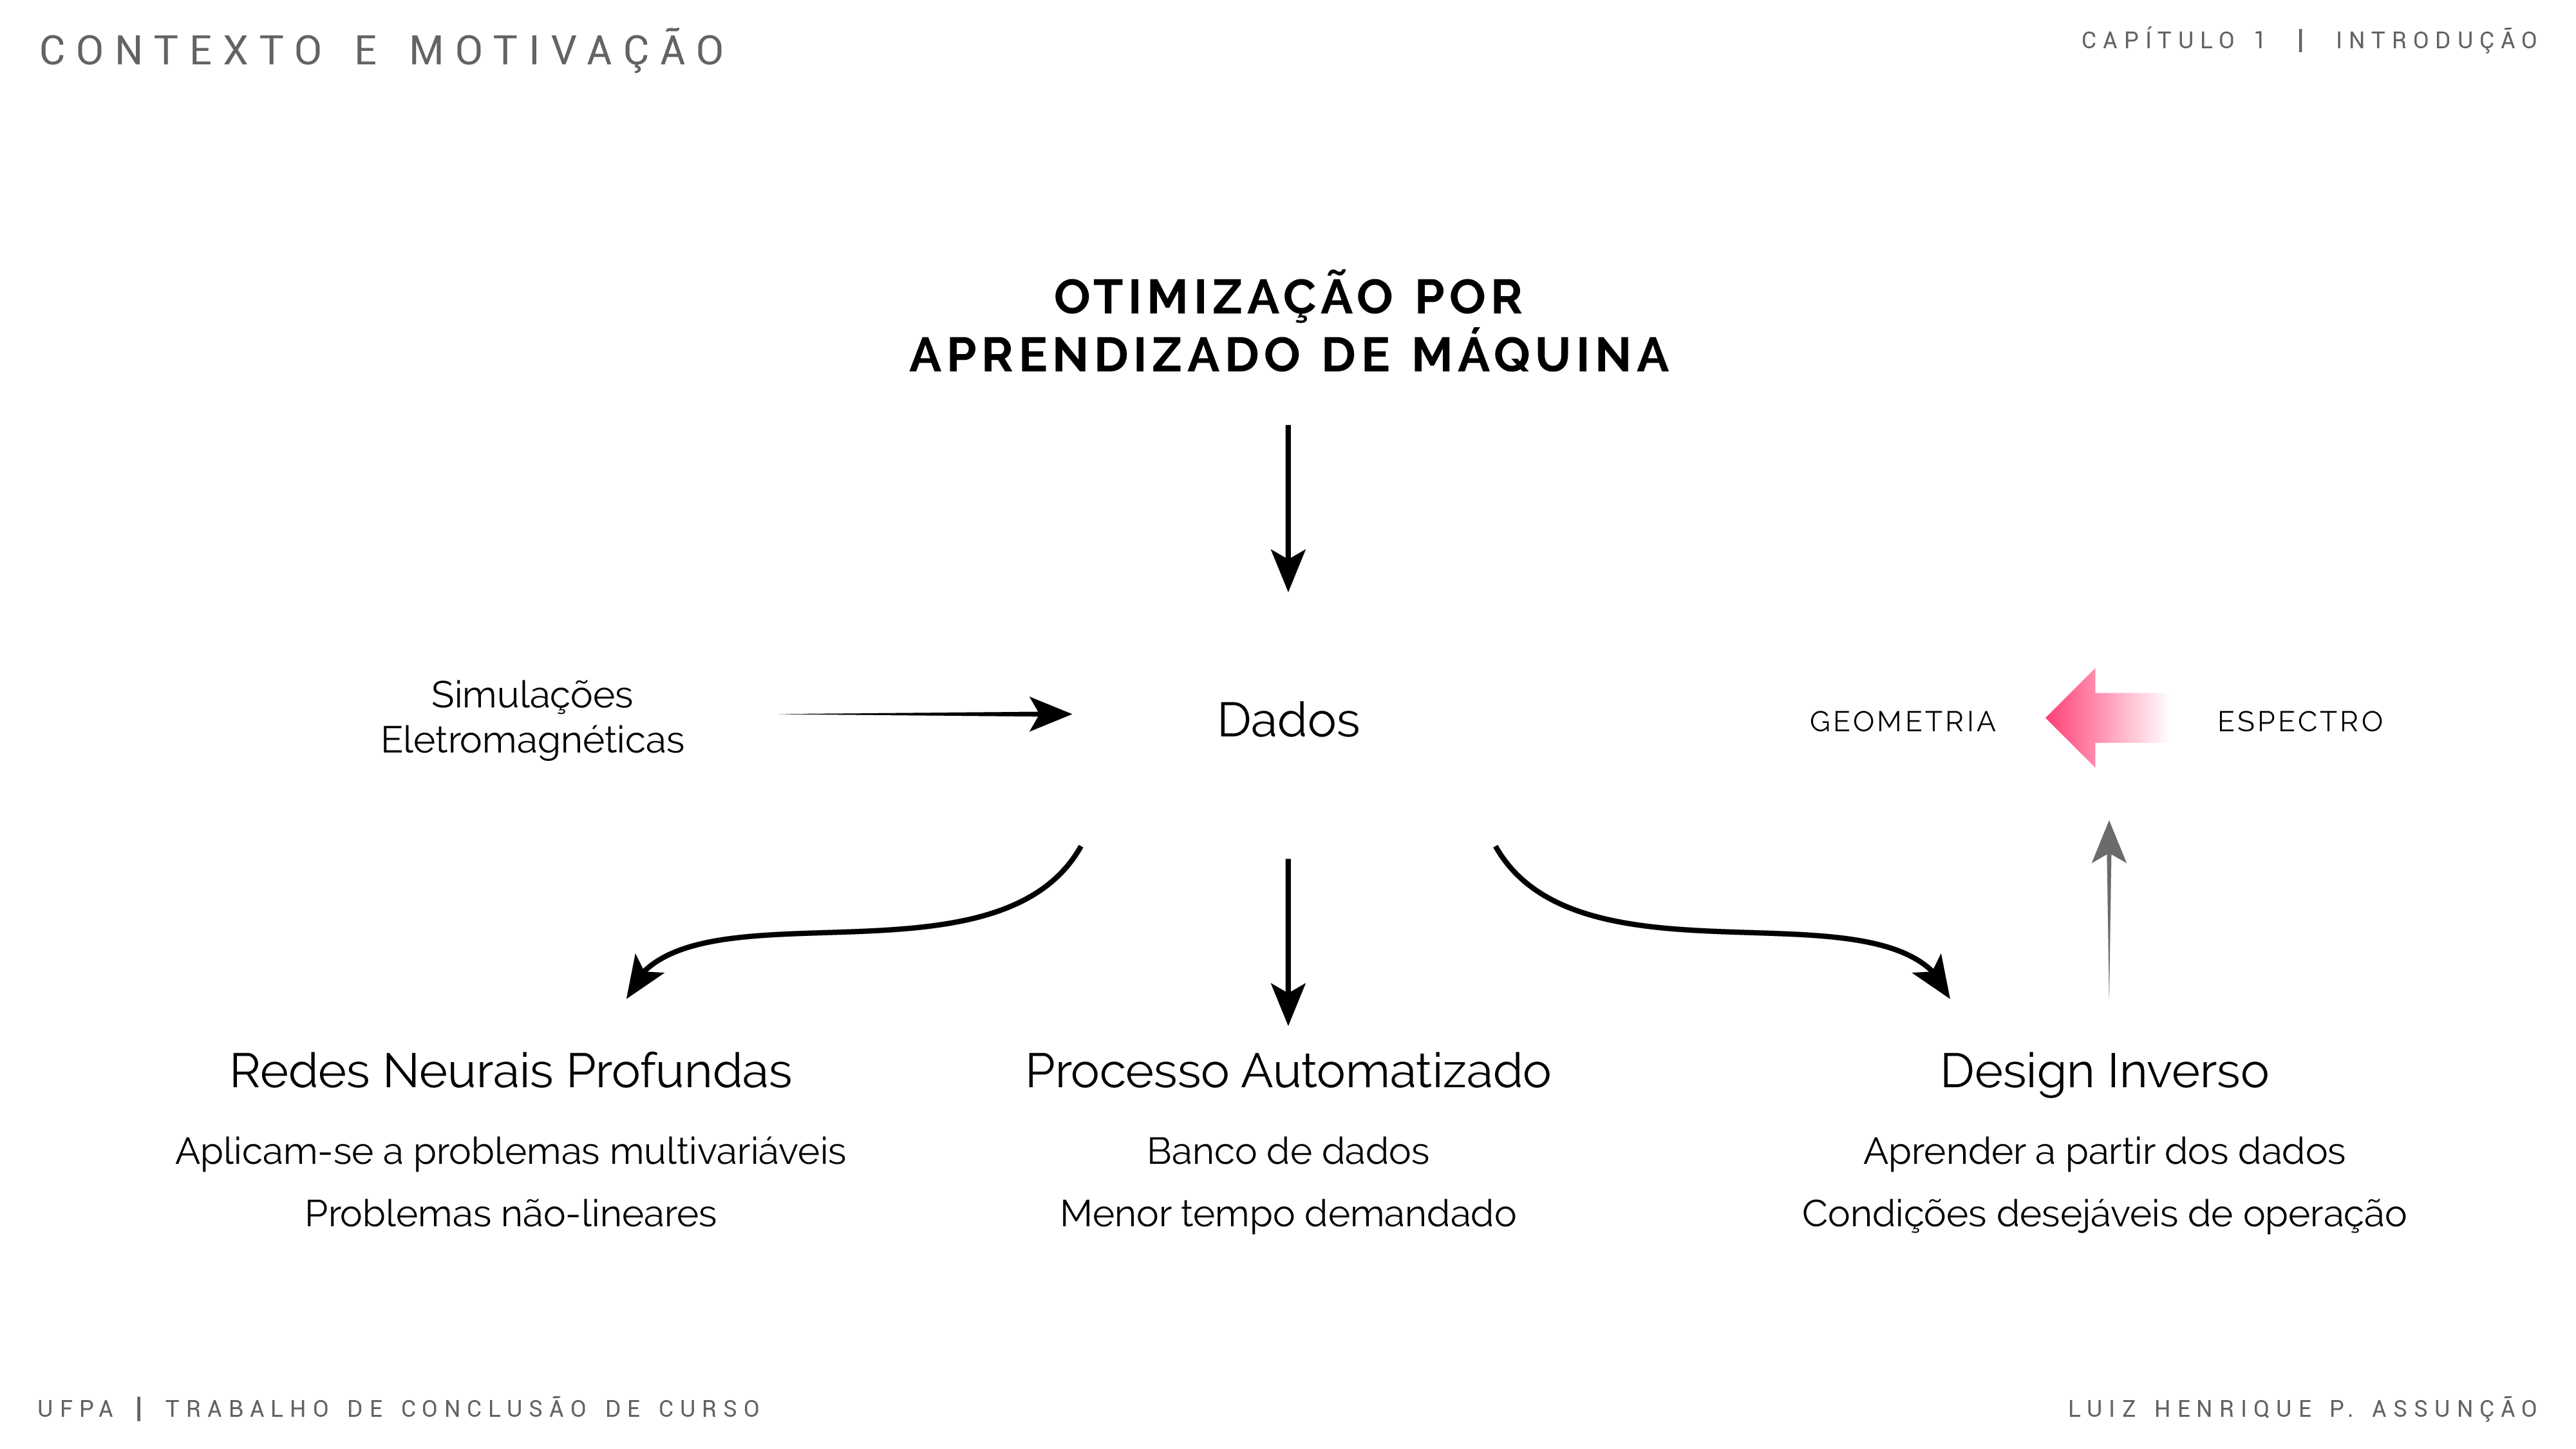 CONTEXTO E MOTIVAÇÃO
CAPÍTULO 1 | INTRODUÇÃO
OTIMIZAÇÃO POR
APRENDIZADO DE MÁQUINA
Simulações
Eletromagnéticas
Dados
GEOMETRIA
ESPECTRO
Redes Neurais Profundas
Aplicam-se a problemas multivariáveis
Problemas não-lineares
Processo Automatizado
Banco de dados
Menor tempo demandado
Design Inverso
Aprender a partir dos dados
Condições desejáveis de operação
UFPA | TRABALHO DE CONCLUSÃO DE CURSO
LUIZ HENRIQUE P. ASSUNÇÃO